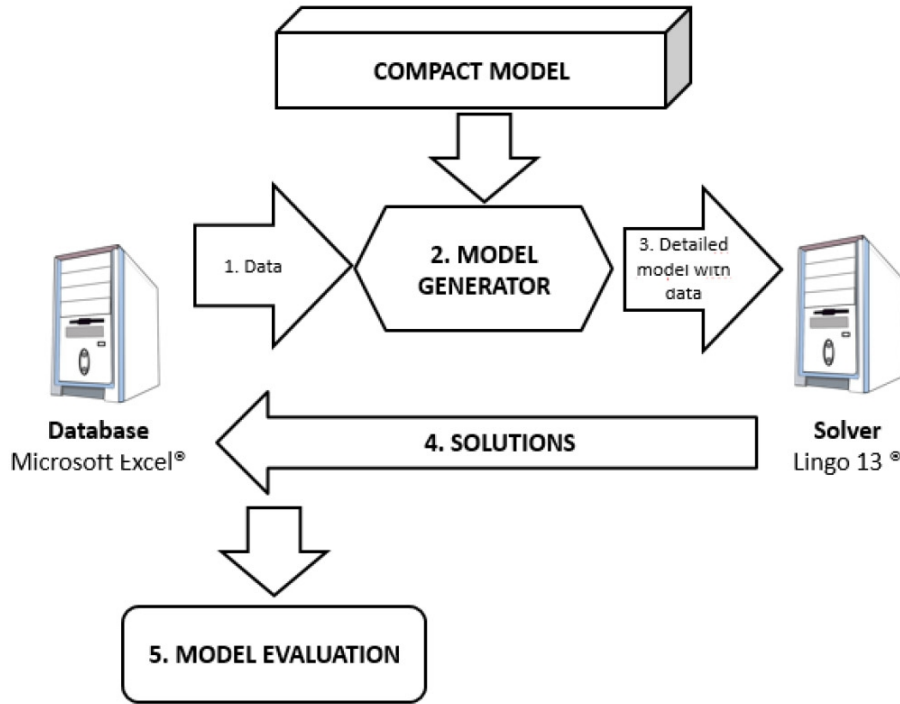 COMPACT MODEL
1. Data
2. MODEL
GENERATOR
3. Detailed
model with
data
Database
Microsoft Excel®
4. SOLUTIONS
Solver
Lingo 13 ®
5. MODEL EVALUATION